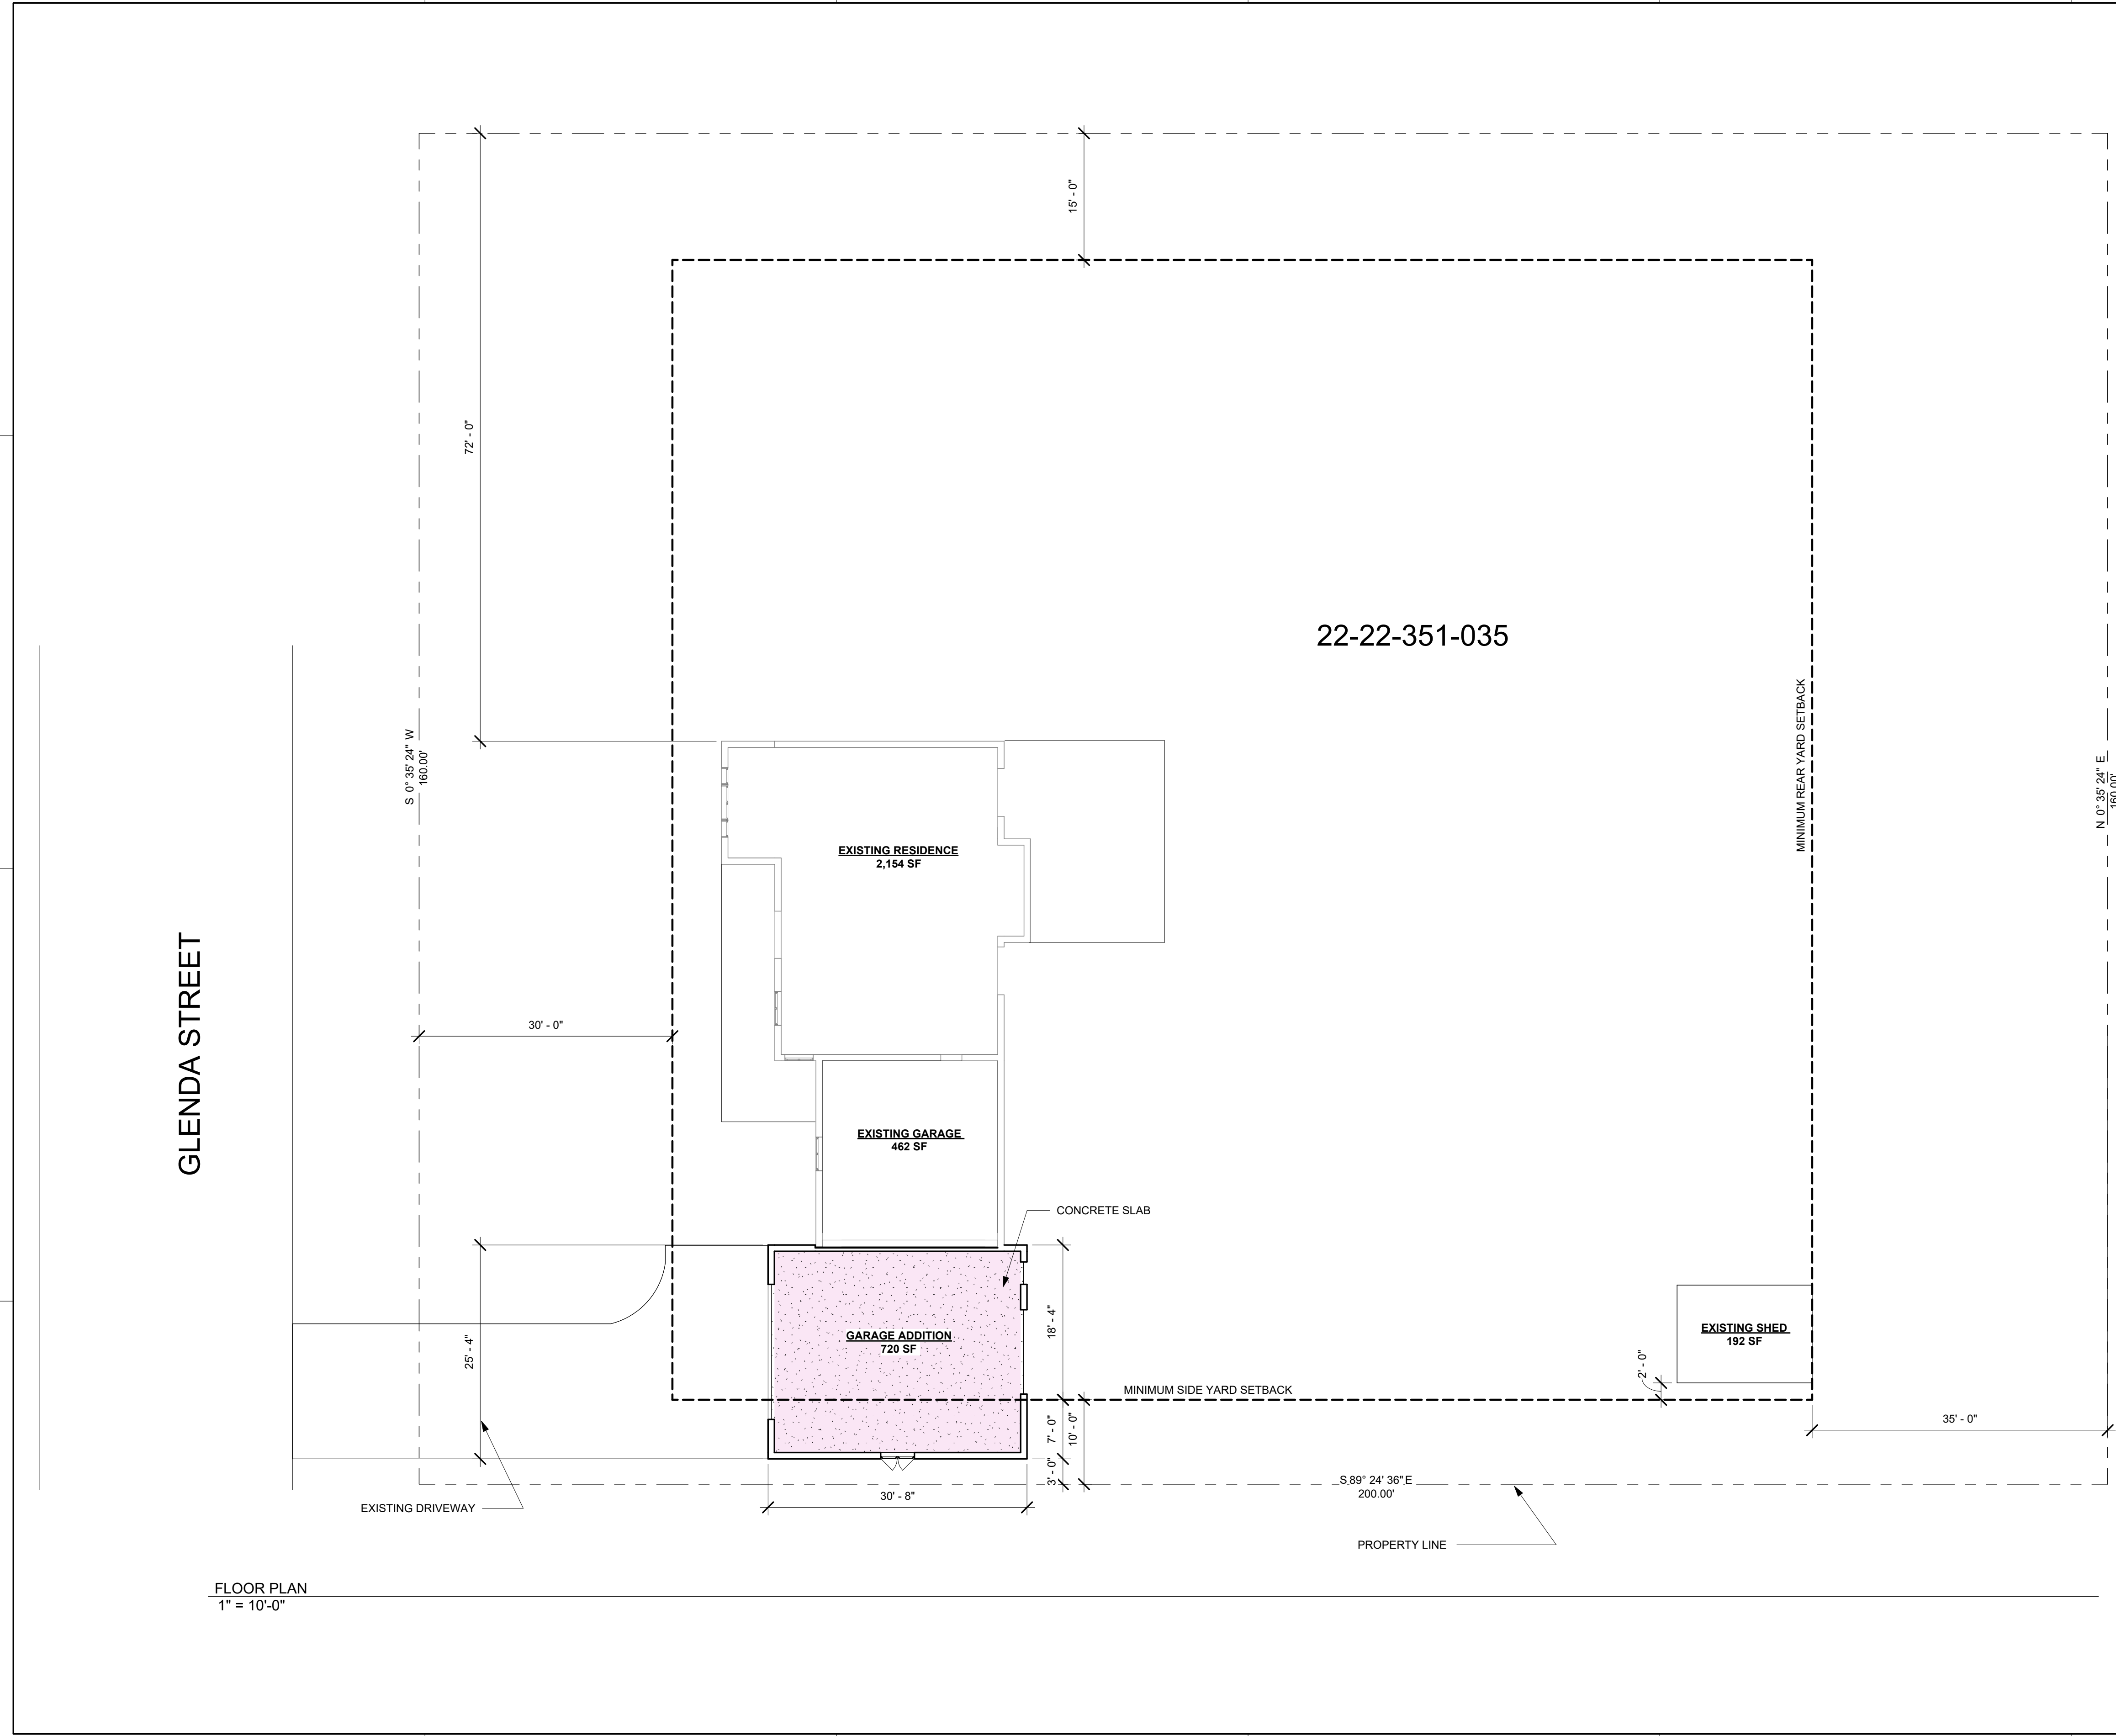 15' - 0"
72' - 0"
22-22-351-035
MINIMUM REAR YARD SETBACK
S 0° 35' 24" W
160.00'
N 0° 35' 24" E
160.00'
EXISTING RESIDENCE
2,154 SF
GLENDA STREET
30' - 0"
EXISTING GARAGE
462 SF
CONCRETE SLAB
25' - 4"
18' - 4"
GARAGE ADDITION
720 SF
EXISTING SHED
192 SF
2' - 0"
MINIMUM SIDE YARD SETBACK
7' - 0"
10' - 0"
35' - 0"
3' - 0"
S 89° 24' 36" E
200.00'
30' - 8"
EXISTING DRIVEWAY
PROPERTY LINE
FLOOR PLAN
1" = 10'-0"